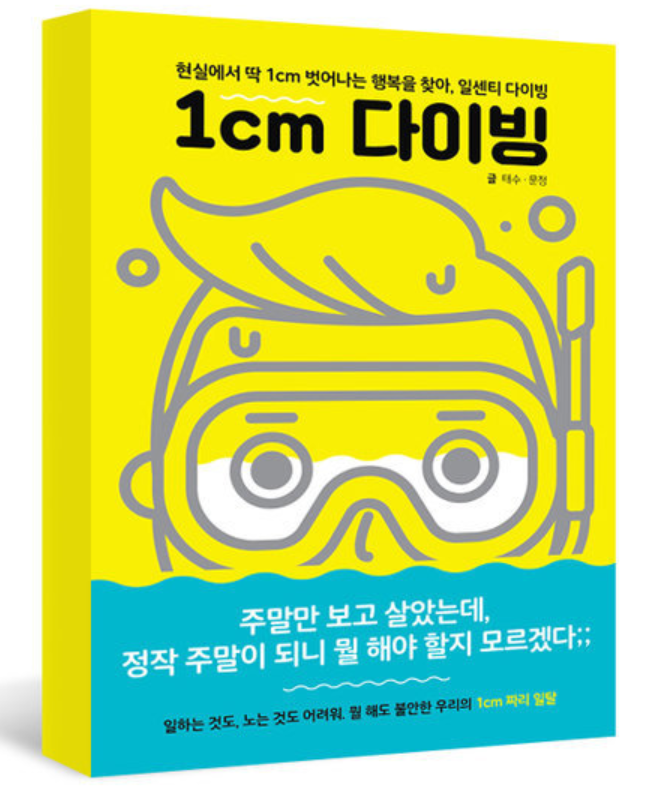 현실에서 딱 1cm 벗어나는 행복을 찾아, 일센티 다이빙
1cm 다이빙
글 태수 · 문정
주말만 보고 살았는데,
정작 주말이 되니 뭘 해야 할지 모르겠다;;
일하는 것도, 노는 것도 어려워. 뭘 해도 불안한 우리의 1cm 짜리 일탈